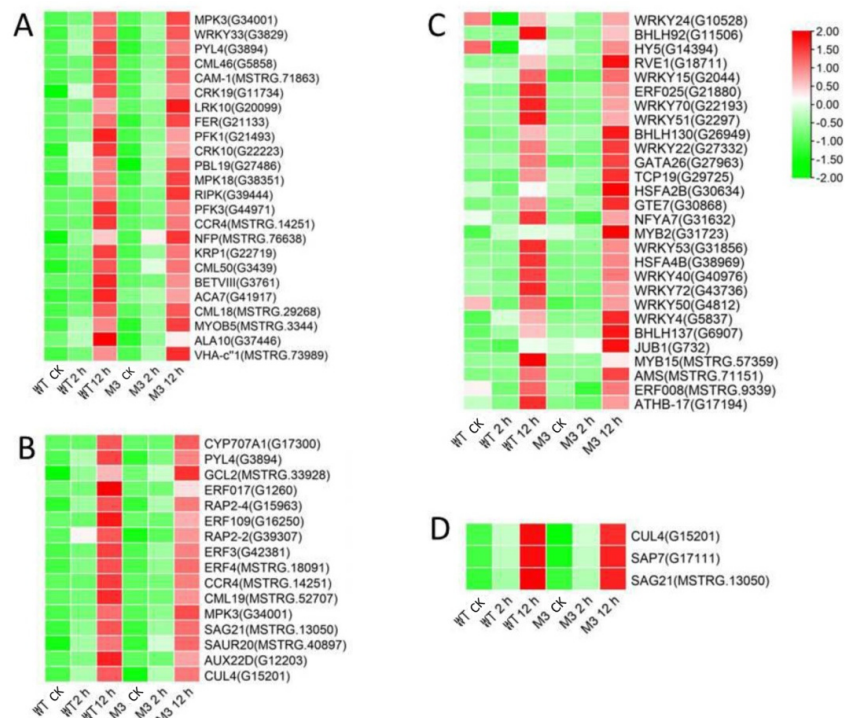 A
MPK3(G34001)
WRKY33(G3829)
PYL4(G3894)
CML46(G5858)
CAM-1(MSTRG.71863)
CRK19(G11734)
LRK10(G20099)
FER(G21133)
PFK1(G21493)
CRK10(G22223)
PBL19(G27486)
MPK18(G38351)
RIPK(G39444)
PFK3(G44971)
CCR4(MSTRG.14251)
NFP(MSTRG.76638)
KRP1(G22719)
CML50(G3439)
BETVIII(G3761)
ACA7(G41917)
CML18(MSTRG.29268)
MYOB5(MSTRG.3344)
ALA10(G37446)
VHA-c"1(MSTRG.73989)
WT CK WT 2 h WT 12 h M3 CK M3 2 h M3 12 h
B
CYP707A1(G17300)
PYL4(G3894)
GCL2(MSTRG.33928)
ERF017(G1260)
RAP2-4(G15963)
ERF109(G16250)
RAP2-2(G39307)
ERF3(G42381)
ERF4(MSTRG.18091)
CCR4(MSTRG.14251)
CML19(MSTRG.52707)
MPK3(G34001)
SAG21(MSTRG.13050)
SAUR20(MSTRG.40897)
AUX22D(G12203)
CUL4(G15201)
WT CK WT 2 h WT 12 h M3 CK M3 2 h M3 12 h
C
WRKY24(G10528)
BHLH92(G11506)
HY5(G14394)
RVE1(G18711)
WRKY15(G2044)
ERF025(G21880)
WRKY70(G22193)
WRKY51(G2297)
BHLH130(G26949)
WRKY22(G27332)
GATA26(G27963)
TCP19(G29725)
HSFA2B(G30634)
GTE7(G30868)
NFYA7(G31632)
MYB2(G31723)
WRKY53(G31856)
HSFA4B(G38969)
WRKY40(G40976)
WRKY72(G43736)
WRKY50(G4812)
WRKY4(G5837)
BHLH137(G6907)
JUB1(G732)
MYB15(MSTRG.57359)
AMS(MSTRG.71151)
ERF008(MSTRG.9339)
ATHB-17(G17194)
WT CK WT 2 h WT 12 h M3 CK M3 2 h M3 12 h
2.00
1.50
1.00
0.50
0.00
-0.50
-1.00
-1.50
-2.00
D
CUL4(G15201)
SAP7(G17111)
SAG21(MSTRG.13050)
WT CK WT 2 h WT 12 h M3 CK M3 2 h M3 12 h